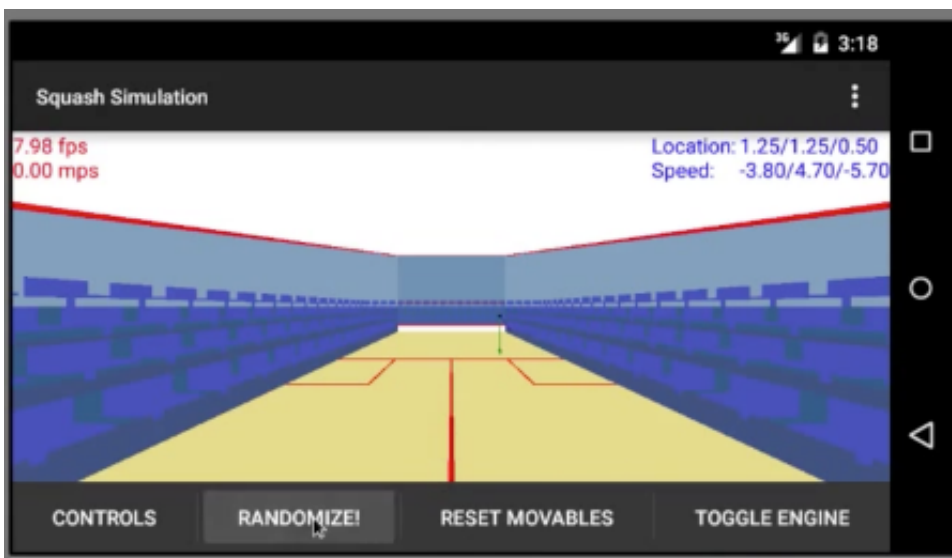 3G 3:18
Squash Simulation
7.98 fps
0.00 mps
Location: 1.25/1.25/0.50
Speed: -3.80/4.70/-5.70
CONTROLS RANDOMIZE! RESET MOVABLES TOGGLE ENGINE